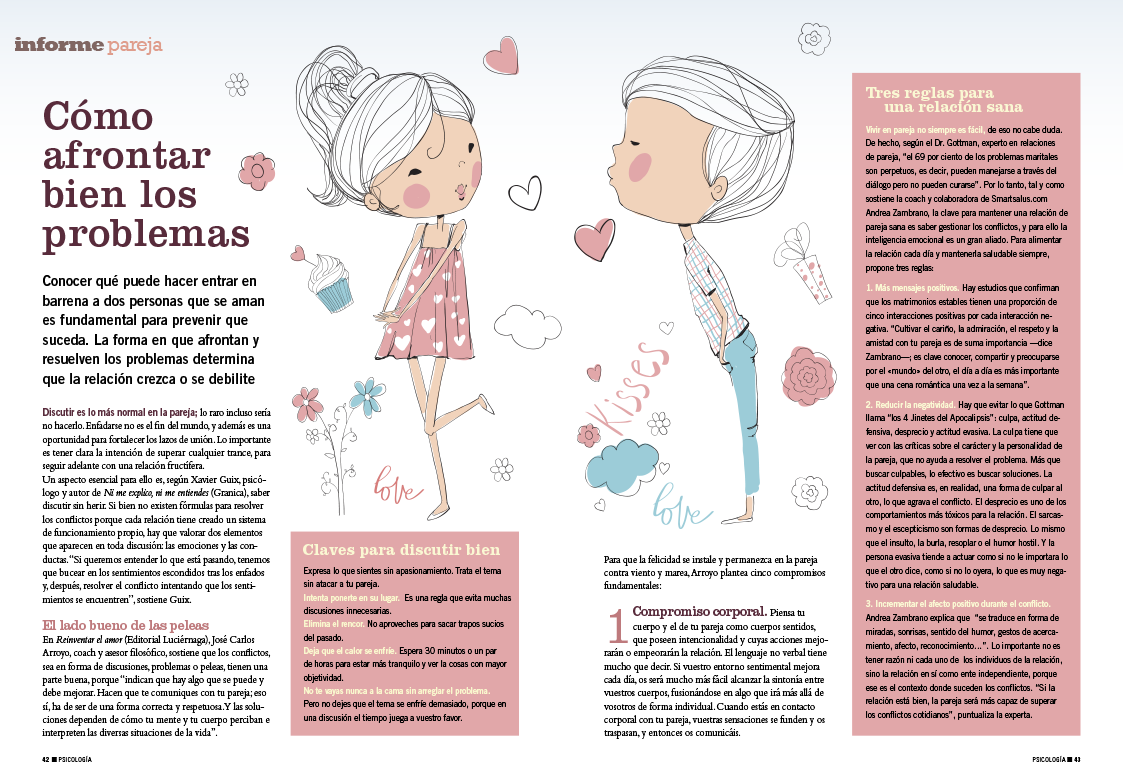 informe pareja
Cómo
afrontar
bien los
problemas
Conocer qué puede hacer entrar en
barrena a dos personas que se aman
es fundamental para prevenir que
suceda. La forma en que afrontan y
resuelven los problemas determina
que la relación crezca o se debilite
Discutir es lo más normal en la pareja; lo raro incluso sería
no hacerlo. Enfadarse no es el fin del mundo, y además es una
oportunidad para fortalecer los lazos de unión. Lo importante
es tener clara la intención de superar cualquier trance, para
seguir adelante con una relación fructífera.
Un aspecto esencial para ello es, según Xavier Guix, psicó-
logo y autor de Ni me explico, ni me entiendes (Granica), saber
discutir sin herir. Si bien no existen fórmulas para resolver
los conflictos porque cada relación tiene creado un sistema
de funcionamiento propio, hay que valorar dos elementos
que aparecen en toda discusión: las emociones y las con-
ductas. “Si queremos entender lo que está pasando, tenemos
que bucear en los sentimientos escondidos tras los enfados
y, después, resolver el conflicto intentando que los senti-
mientos se encuentren”, sostiene Guix.
El lado bueno de las peleas
En Reinventar el amor (Editorial Luciérnaga), José Carlos
Arroyo, coach y asesor filosófico, sostiene que los conflictos,
sea en forma de discusiones, problemas o peleas, tienen una
parte buena, porque “indican que hay algo que se puede y
debe mejorar. Hacen que te comuniques con tu pareja; eso
sí, ha de ser de una forma correcta y respetuosa. Y las solu-
ciones dependen de cómo tu mente y tu cuerpo perciban e
interpreten las diversas situaciones de la vida”.
42 PSICOLOGÍA
love
Claves para discutir bien
Expresa lo que sientes sin apasionamiento. Trata el tema
sin atacar a tu pareja.
Intenta ponerte en su lugar. Es una regla que evita muchas
discusiones innecesarias.
Elimina el rencor. No aproveches para sacar trapos sucios
del pasado.
Deja que el calor se enfríe. Espera 30 minutos o un par
de horas para estar más tranquilo y ver la cosas con mayor
objetividad.
No te vayas nunca a la cama sin arreglar el problema.
Pero no dejes que el tema se enfríe demasiado, porque en
una discusión el tiempo juega a vuestro favor.
Kisses
love
Para que la felicidad se instale y permanezca en la pareja
contra viento y marea, Arroyo plantea cinco compromisos
fundamentales:
1 Compromiso corporal. Piensa tu
cuerpo y el de tu pareja como cuerpos sentidos,
que poseen intencionalidad y cuyas acciones mejo-
rarán o empeorarán la relación. El lenguaje no verbal tiene
mucho que decir. Si vuestro entorno sentimental mejora
cada día, os será mucho más fácil alcanzar la sintonía entre
vuestros cuerpos, fusionándose en algo que irá más allá de
vosotros de forma individual. Cuando estás en contacto
corporal con tu pareja, vuestras sensaciones se funden y os
traspasan, y entonces os comunicáis.
Tres reglas para
una relación sana
Vivir en pareja no siempre es fácil, de eso no cabe duda.
De hecho, según el Dr. Gottman, experto en relaciones
de pareja, “el 69 por ciento de los problemas maritales
son perpetuos, es decir, pueden manejarse a través del
diálogo pero no pueden curarse”. Por lo tanto, tal y como
sostiene la coach y colaboradora de Smartsalus.com
Andrea Zambrano, la clave para mantener una relación de
pareja sana es saber gestionar los conflictos, y para ello la
inteligencia emocional es un gran aliado. Para alimentar
la relación cada día y mantenerla saludable siempre,
propone tres reglas:
1. Más mensajes positivos. Hay estudios que confirman
que los matrimonios estables tienen una proporción de
cinco interacciones positivas por cada interacción ne-
gativa. “Cultivar el cariño, la admiración, el respeto y la
amistad con tu pareja es de suma importancia —dice
Zambrano—; es clave conocer, compartir y preocuparse
por el «mundo» del otro, el día a día es más importante
que una cena romántica una vez a la semana”.
2. Reducir la negatividad. Hay que evitar lo que Gottman
llama “los 4 Jinetes del Apocalipsis”: culpa, actitud de-
fensiva, desprecio y actitud evasiva. La culpa tiene que
ver con las críticas sobre el carácter y la personalidad de
la pareja, que no ayuda a resolver el problema. Más que
buscar culpables, lo efectivo es buscar soluciones. La
actitud defensiva es, en realidad, una forma de culpar al
otro, lo que agrava el conflicto. El desprecio es uno de los
comportamientos más tóxicos para la relación. El sarcas-
mo y el escepticismo son formas de desprecio. Lo mismo
que el insulto, la burla, resoplar o el humor hostil. Y la
persona evasiva tiende a actuar como si no le importara lo
que el otro dice, como si no lo oyera, lo que es muy nega-
tivo para una relación saludable.
3. Incrementar el afecto positivo durante el conflicto.
Andrea Zambrano explica que “se traduce en forma de
miradas, sonrisas, sentido del humor, gestos de acerca-
miento, afecto, reconocimiento...”. Lo importante no es
tener razón ni cada uno de los individuos de la relación,
sino la relación en sí como ente independiente, porque
ese es el contexto donde suceden los conflictos. “Si la
relación está bien, la pareja será más capaz de superar
los conflictos cotidianos”, puntualiza la experta.
PSICOLOGÍA 43